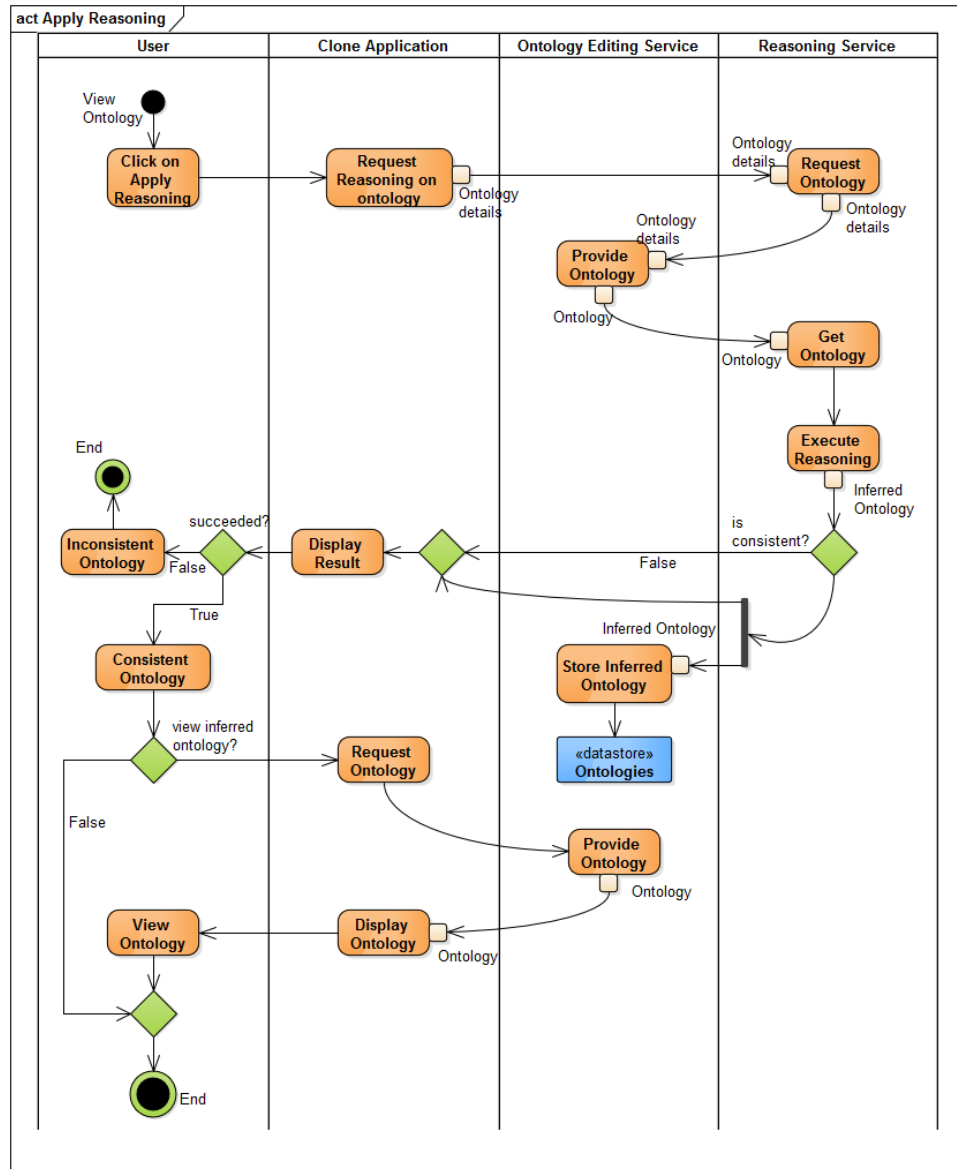 act Apply Reasoning
User
Clone Application
Ontology Editing Service
Reasoning Service
View
Ontology
Click on
Apply
Reasoning
Request
Reasoning on
ontology
Ontology
details
Ontology
details
Request
Ontology
Ontology
details
Ontology
details
Provide
Ontology
Ontology
Ontology
Get
Ontology
Execute
Reasoning
Inferred
Ontology
is
consistent?
False
End
Inconsistent
Ontology
succeeded?
False
True
Display
Result
Inferred Ontology
Store Inferred
Ontology
«datastore»
Ontologies
Consistent
Ontology
view inferred
ontology?
False
Request
Ontology
Provide
Ontology
Ontology
Display
Ontology
Ontology
View
Ontology
End